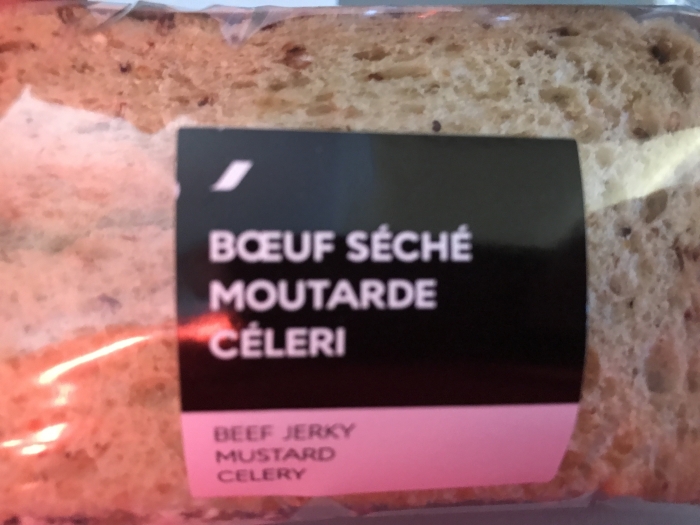 BŒUF SÉCHÉ
MOUTARDE
CÉLERI
BEEF JERKY
MUSTARD
CELERY